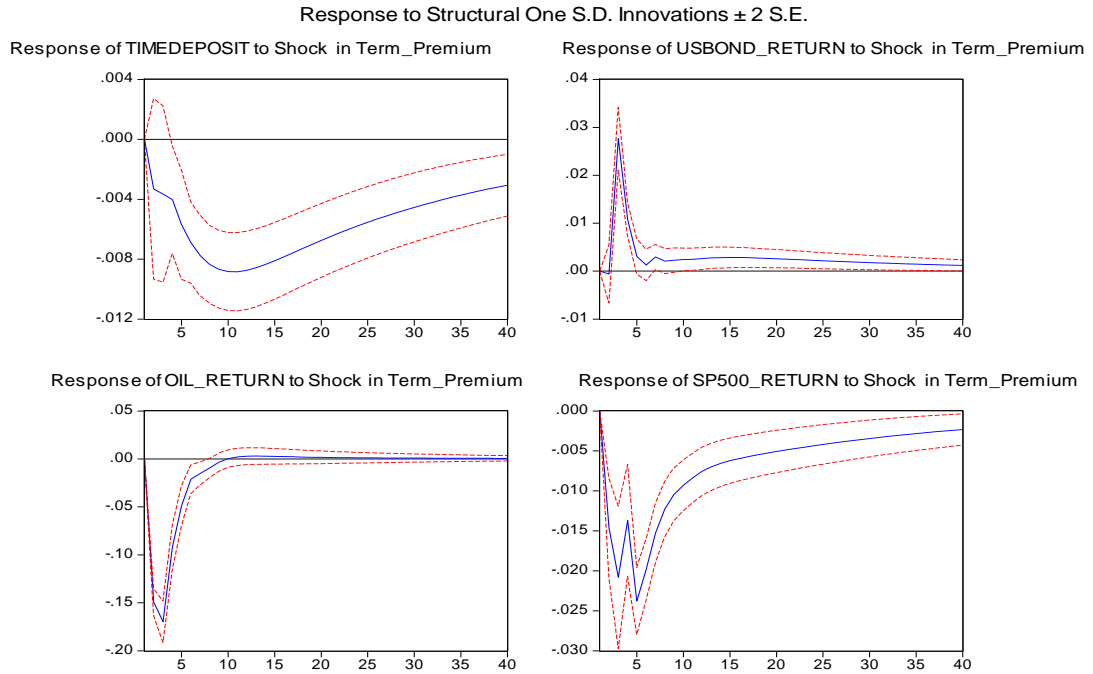 Response to Structural One S.D. Innovations ± 2 S.E.
Response of TIMEDEPOSIT to Shock in Term_Premium
.004
.000
-.004
-.008
-.012
5 10 15 20 25 30 35 40
Response of USBOND_RETURN to Shock in Term_Premium
.04
.03
.02
.01
.00
-.01
5 10 15 20 25 30 35 40
Response of OIL_RETURN to Shock in Term_Premium
.05
.00
-.05
-.10
-.15
-.20
5 10 15 20 25 30 35 40
Response of SP500_RETURN to Shock in Term_Premium
.000
-.005
-.010
-.015
-.020
-.025
-.030
5 10 15 20 25 30 35 40